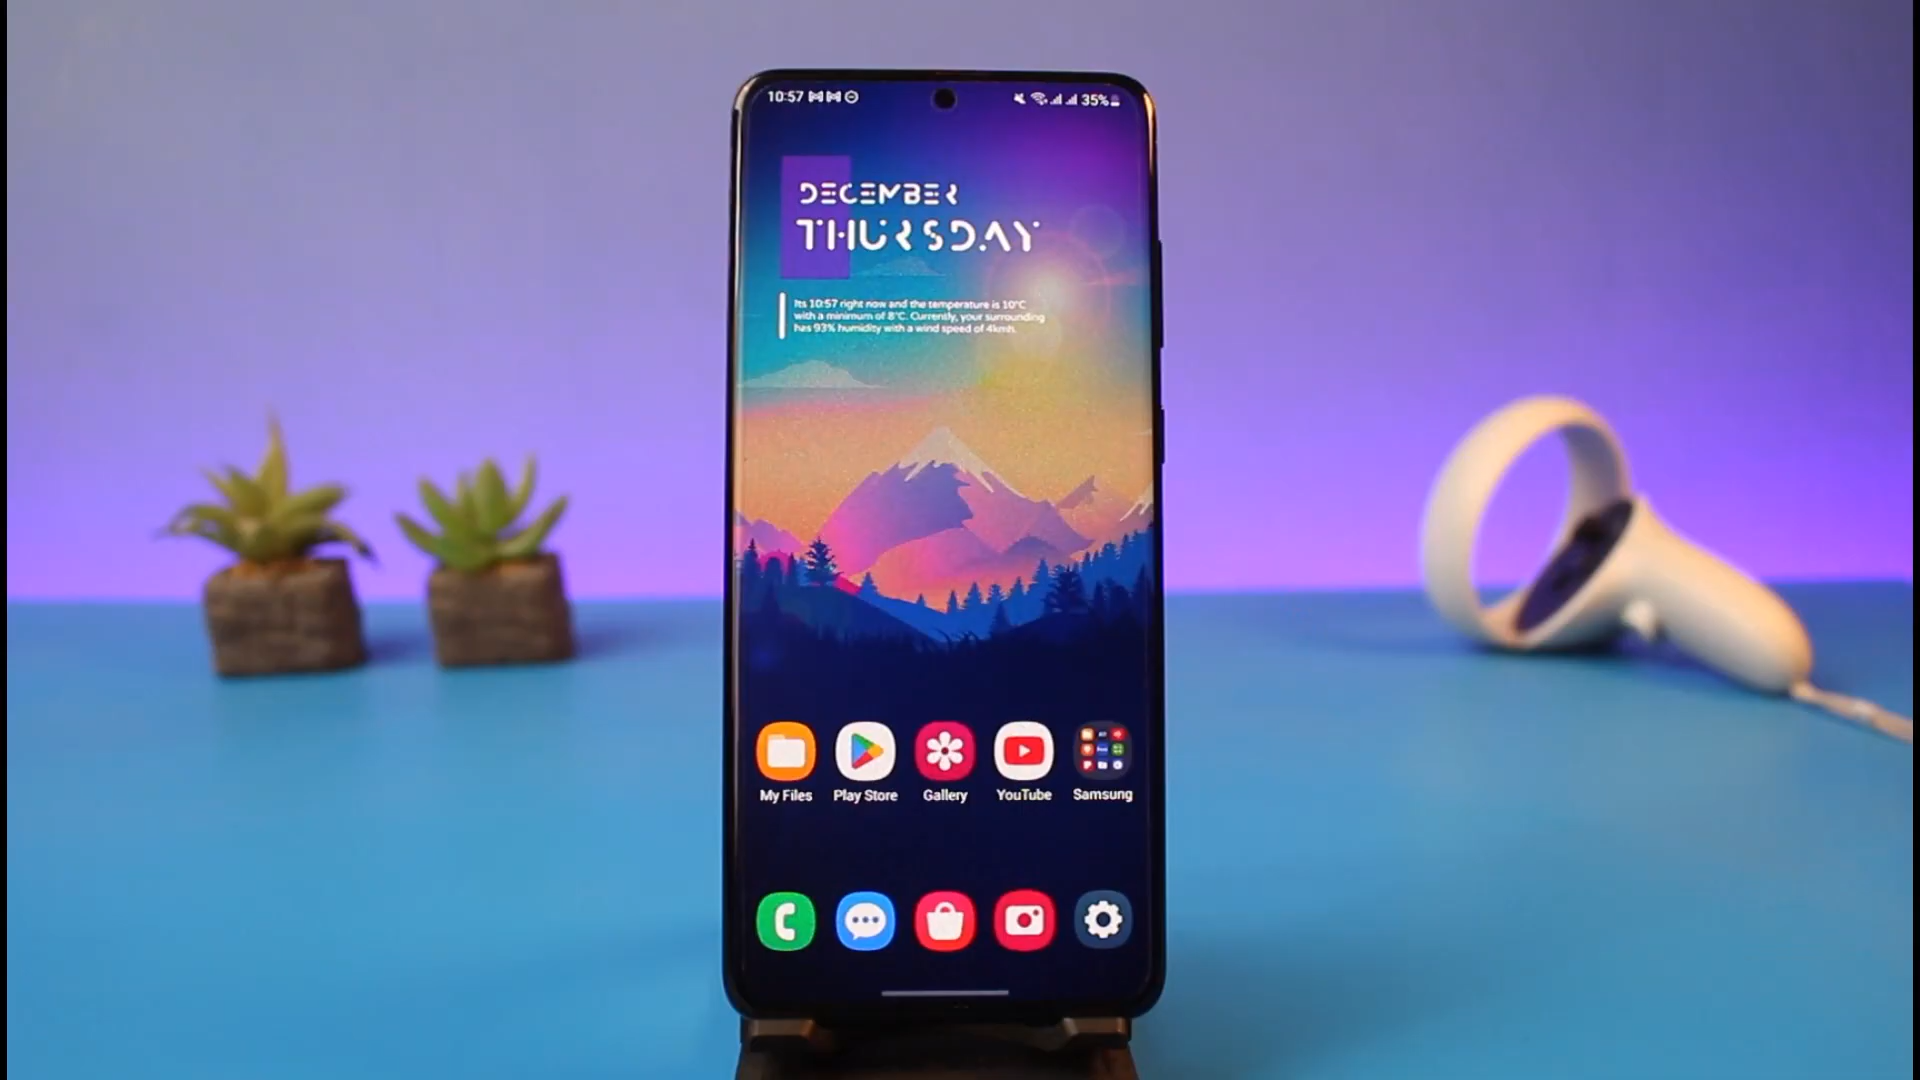 10:57
35%
DECEMBER
THURSDAY
Its 10:57 right now and the temperature is 10°C
with a minimum of 8°C. Currently, your surrounding
has 93% humidity with a wind speed of 4kmh.
My Files
Play Store
Gallery
YouTube
Samsung